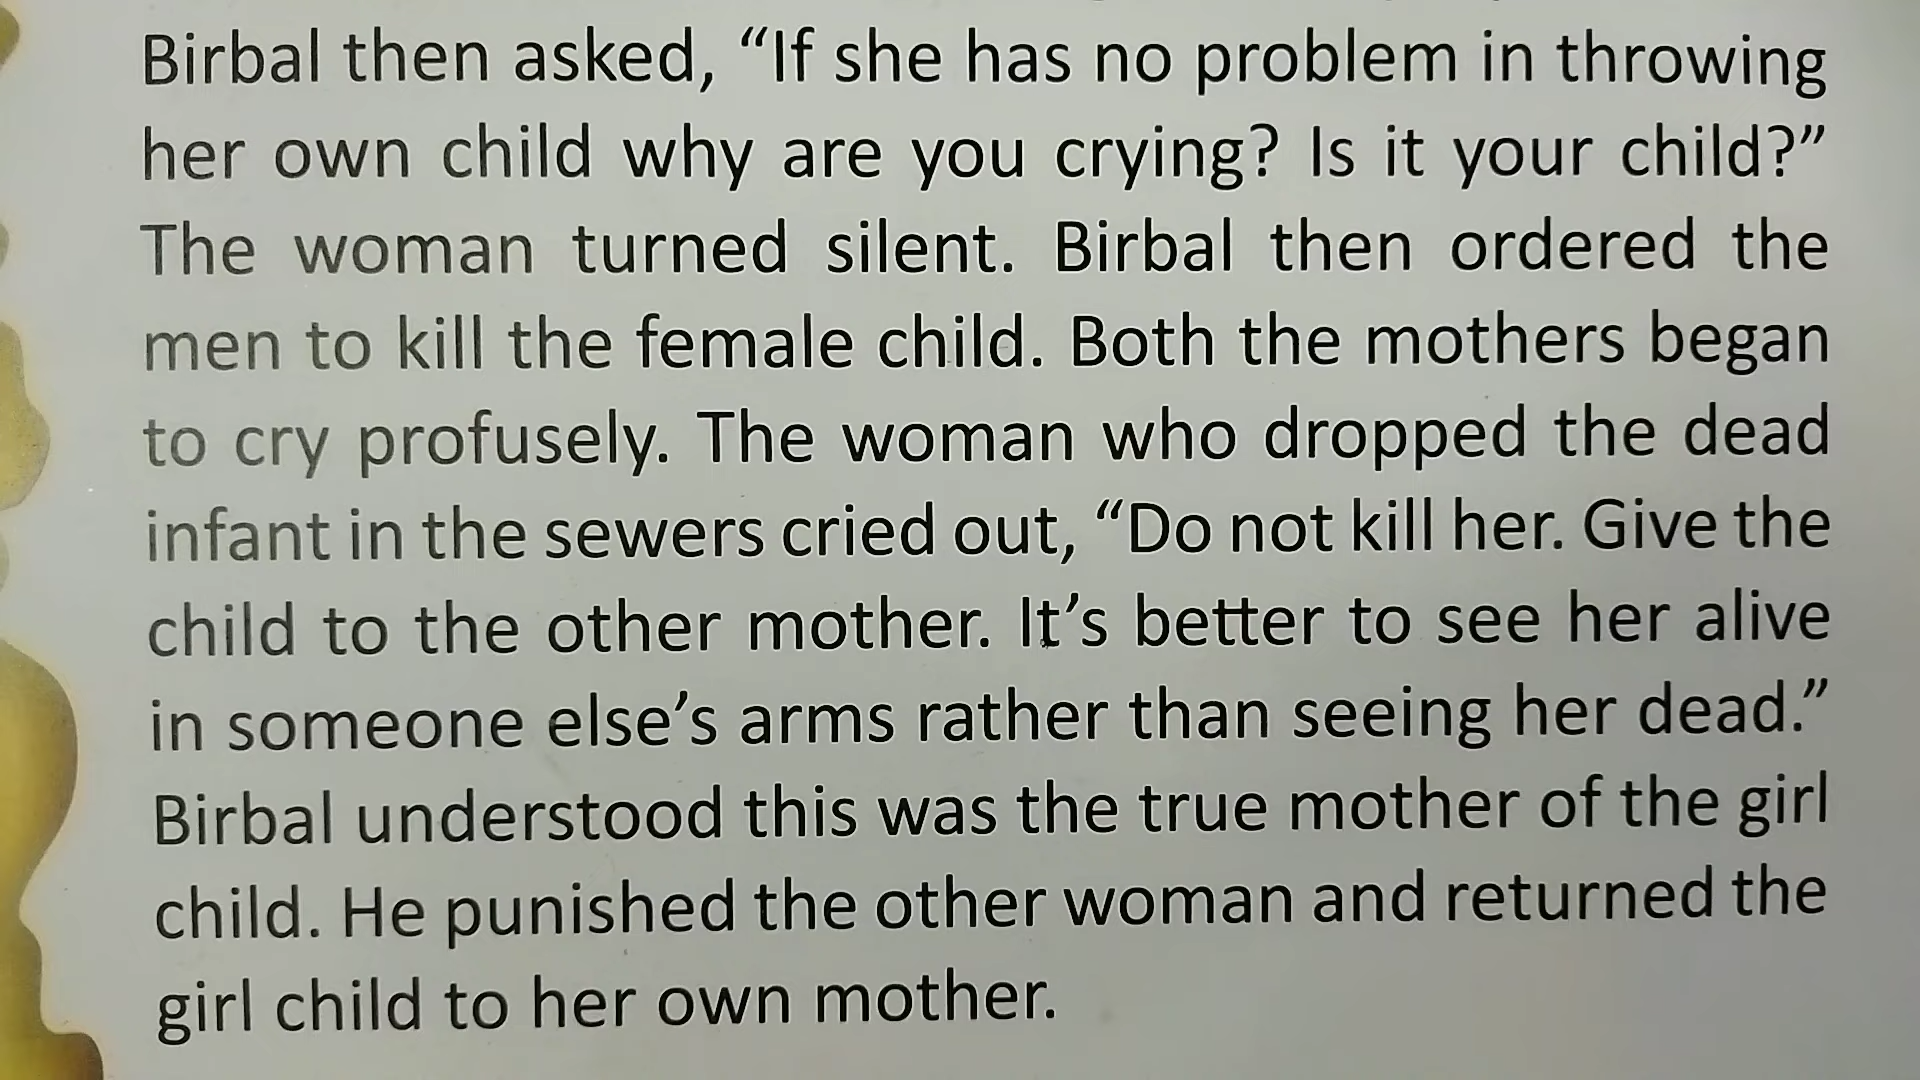 Birbal then asked, “If she has no problem in throwing
her own child why are you crying? Is it your child?”
The woman turned silent. Birbal then ordered the
men to kill the female child. Both the mothers began
to cry profusely. The woman who dropped the dead
infant in the sewers cried out, “Do not kill her. Give the
child to the other mother. It’s better to see her alive
in someone else’s arms rather than seeing her dead.”
Birbal understood this was the true mother of the girl
child. He punished the other woman and returned the
girl child to her own mother.